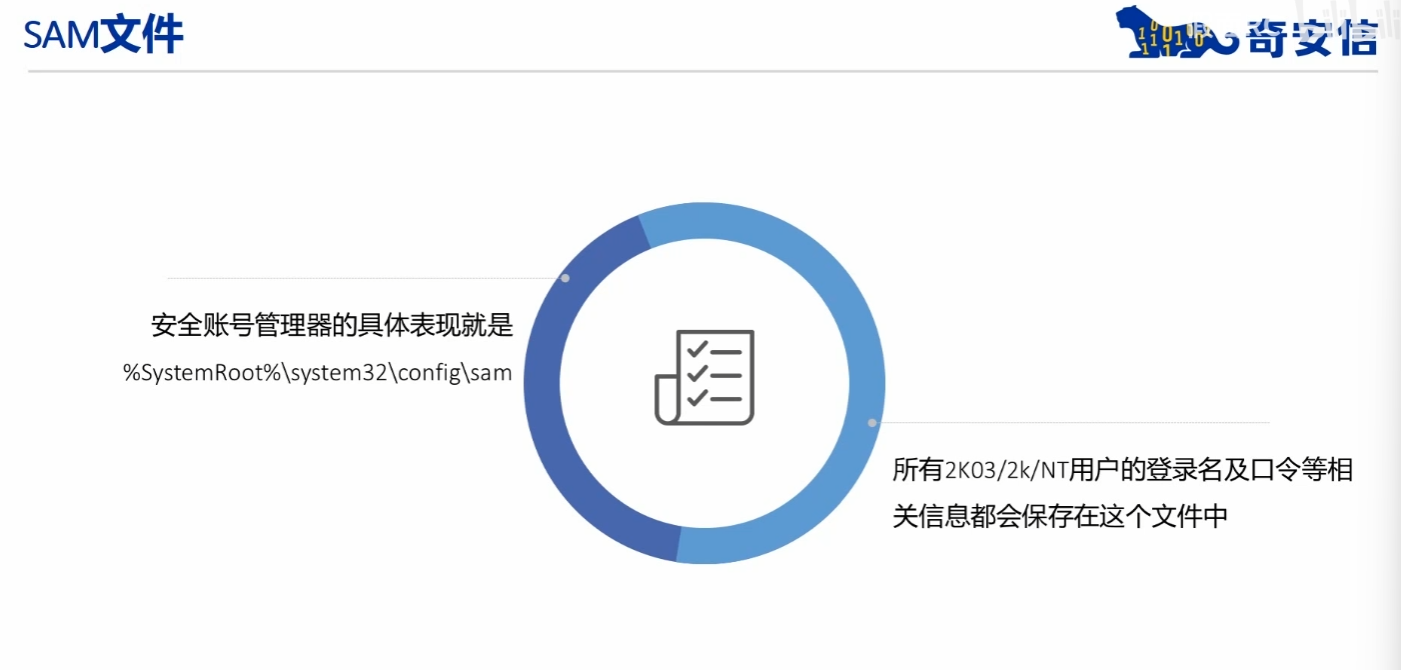 SAM文件
奇安信
安全账号管理器的具体表现就是
%SystemRoot%\system32\config\sam
所有2K03/2k/NT用户的登录名及口令等相
关信息都会保存在这个文件中